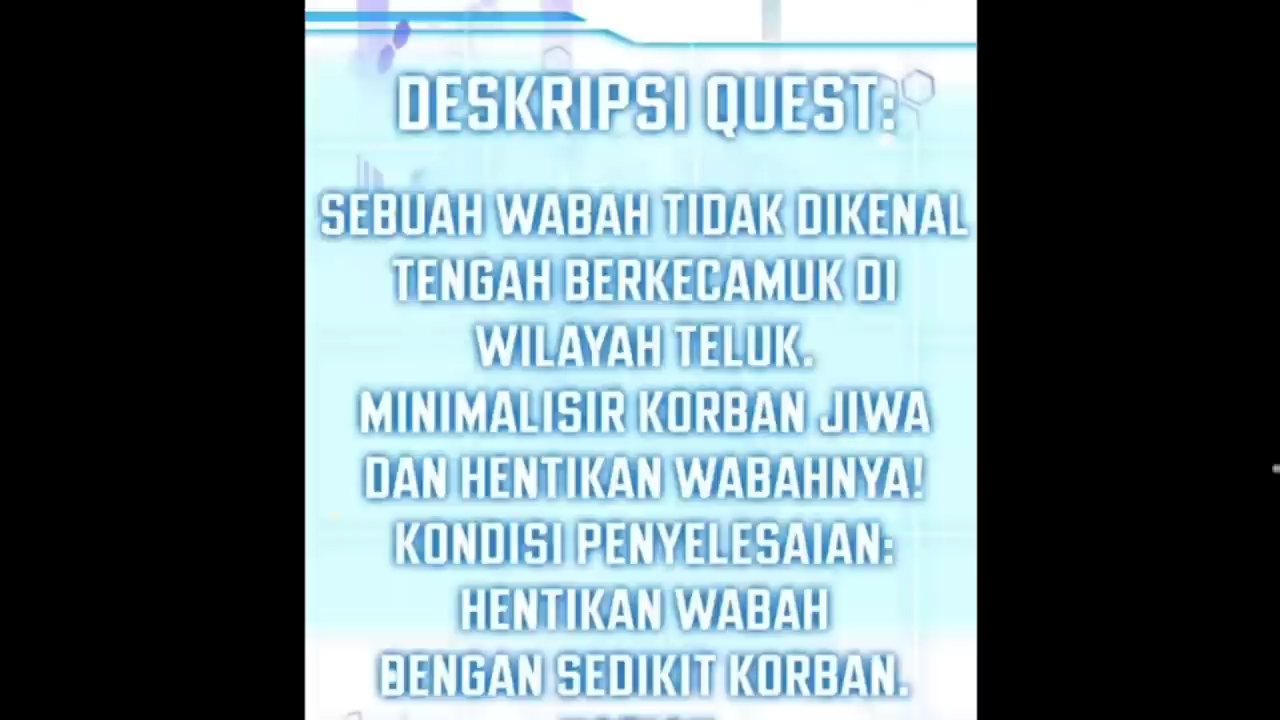 DESKRIPSI QUEST:
SEBUAH WABAH TIDAK DIKENAL
TENGAH BERKECAMUK DI
WILAYAH TELUK.
MINIMALISIR KORBAN JIWA
DAN HENTIKAN WABAHNYA!
KONDISI PENYELESAIAN:
HENTIKAN WABAH
DENGAN SEDIKIT KORBAN.